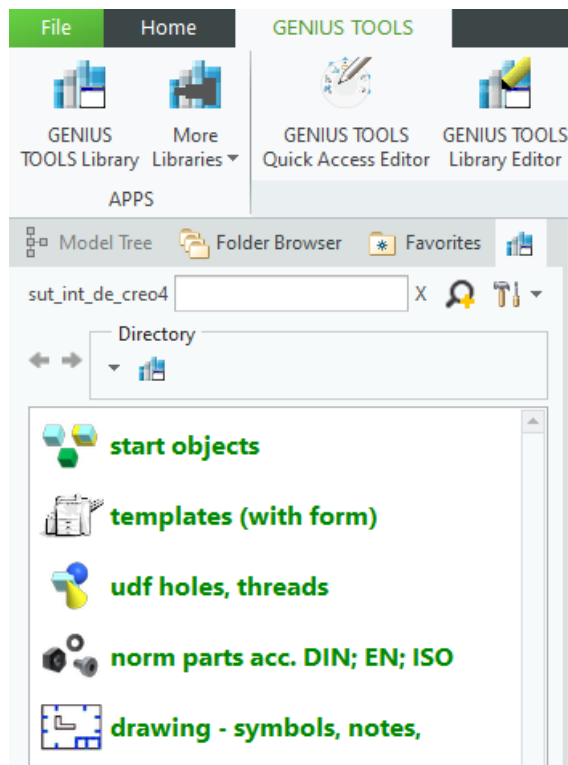 File Home GENIUS TOOLS
GENIUS TOOLS Library More Libraries GENIUS TOOLS Quick Access Editor GENIUS TOOLS Library Editor
APPS
Model Tree Folder Browser Favorites
sut_int_de_creo4 X
Directory
start objects
templates (with form)
udf holes, threads
norm parts acc. DIN; EN; ISO
drawing - symbols, notes,